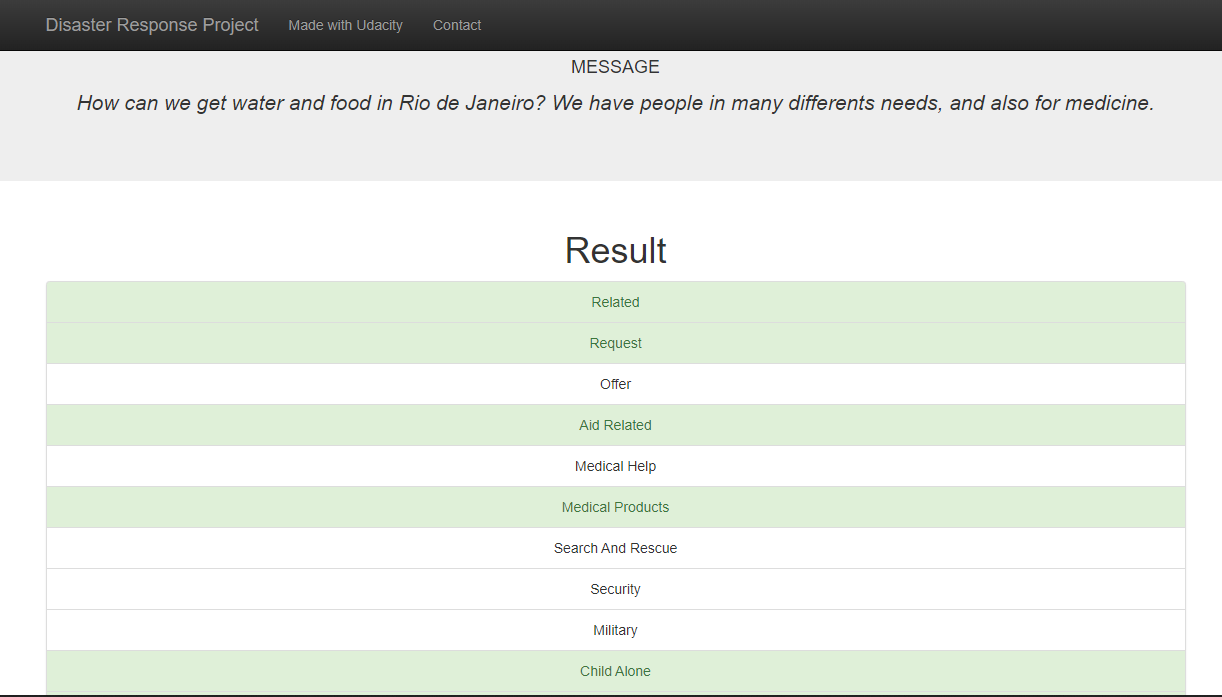 Disaster Response Project Made with Udacity Contact
MESSAGE
How can we get water and food in Rio de Janeiro? We have people in many differents needs, and also for medicine.
Result
Related
Request
Offer
Aid Related
Medical Help
Medical Products
Search And Rescue
Security
Military
Child Alone